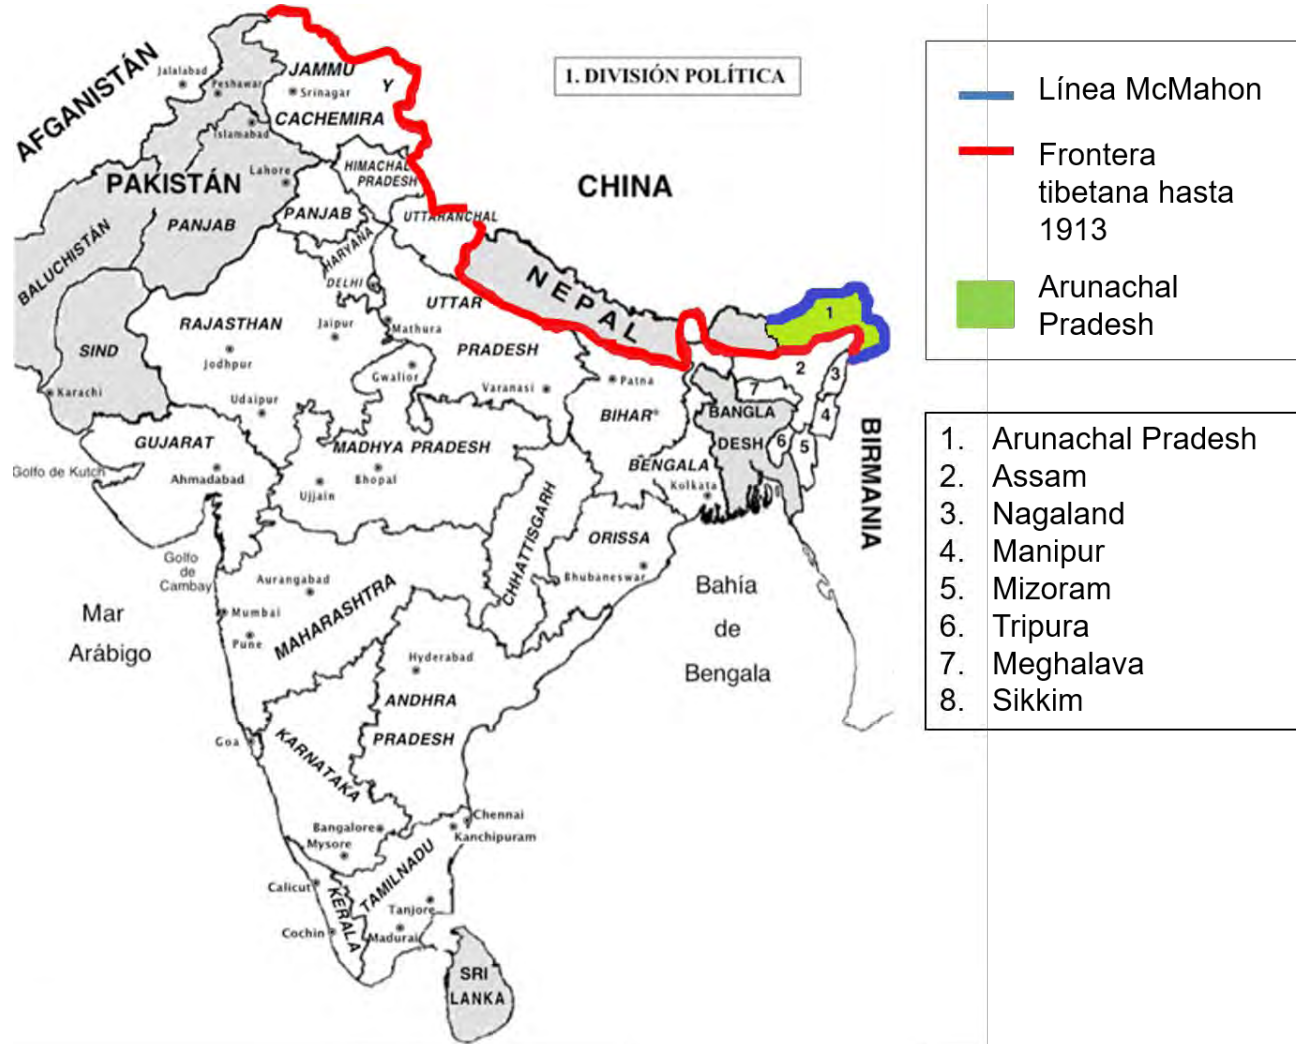 1. DIVISIÓN POLÍTICA
AFGANISTÁN
Jalalabad
Peshawar
Islamabad
JAMMU
Y
Srinagar
CACHEMIRA
PAKISTÁN
Lahore
HIMACHAL
PRADESH
CHINA
PANJAB
PANJAB
UTTARANCHAL
BALUCHISTÁN
HARYANA
DELHI
NEPAL
UTTAR
PRADESH
RAJASTHAN
Jaipur
Mathura
SIND
Jodhpur
Gwalior
Varanasi
Patna
Karachi
Udaipur
BIHAR
1
2
3
4
5
6
7
BANGLA
DESH
BIRMANIA
GUJARAT
MADHYA PRADESH
BENGALA
Golfo de Kutch
Ahmadabad
Ujjain
Bhopal
Kolkata
CHHATTISGARH
ORISSA
Golfo
de
Cambay
Aurangabad
Bhubaneswar
Bahía
de
Bengala
Mar
Arábigo
Mumbai
Pune
MAHARASHTRA
Hyderabad
ANDHRA
PRADESH
Goa
KARNATAKA
Chennai
Bangalore
Kanchipuram
Mysore
TAMILNADU
Calicut
KERALA
Tanjore
Cochin
Madurai
SRI
LANKA
Línea McMahon
Frontera
tibetana hasta
1913
Arunachal
Pradesh
1. Arunachal Pradesh
2. Assam
3. Nagaland
4. Manipur
5. Mizoram
6. Tripura
7. Meghalava
8. Sikkim